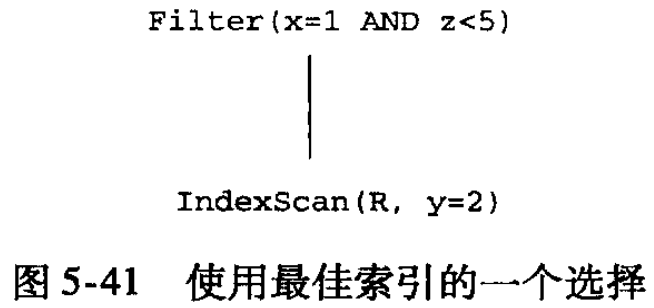 Filter(x=1 AND z<5)
IndexScan(R, y=2)
图 5-41 使用最佳索引的一个选择